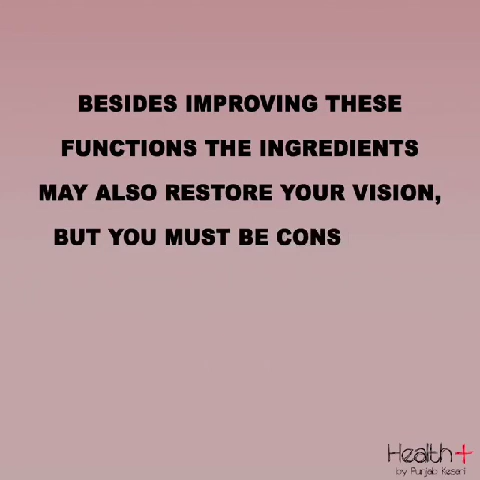 BESIDES IMPROVING THESE
FUNCTIONS THE INGREDIENTS
MAY ALSO RESTORE YOUR VISION,
BUT YOU MUST BE CONS
Health+
by Punjab Kesari